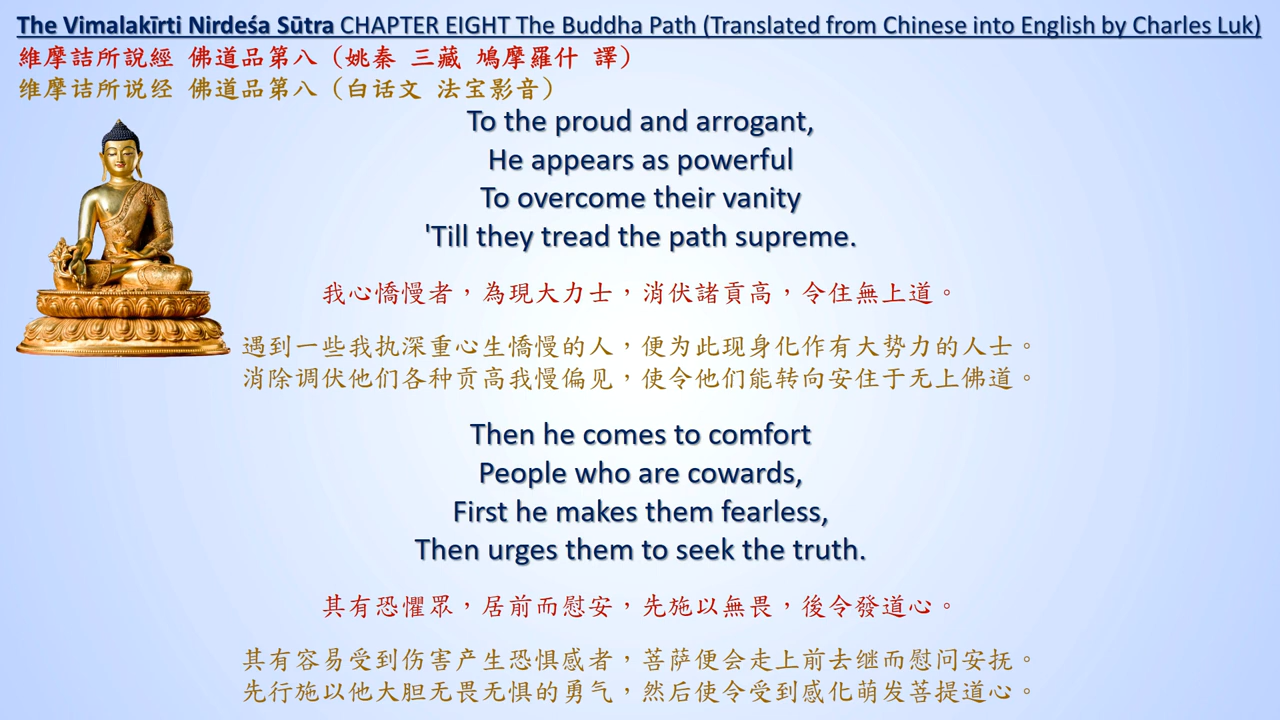 The Vimalakīrti Nirdeśa Sūtra CHAPTER EIGHT The Buddha Path (Translated from Chinese into English by Charles Luk)
維摩詰所說經 佛道品第八 (姚秦 三藏 鳩摩羅什 譯)
维摩诘所说经 佛道品第八 (白话文 法宝影音)
To the proud and arrogant,
He appears as powerful
To overcome their vanity
'Till they tread the path supreme.
我心憍慢者，為現大力士，消伏諸貢高，令住無上道。
遇到一些我执深重心生憍慢的人，便为此现身化作有大势力的人士。
消除调伏他们各种贡高我慢偏见，使令他们能转向安住于无上佛道。
Then he comes to comfort
People who are cowards,
First he makes them fearless,
Then urges them to seek the truth.
其有恐懼眾，居前而慰安，先施以無畏，後令發道心。
其有容易受到伤害产生恐惧感者，菩萨便会走上前去继而慰问安抚。
先行施以他大胆无畏无惧的勇气，然后使令受到感化萌发菩提道心。